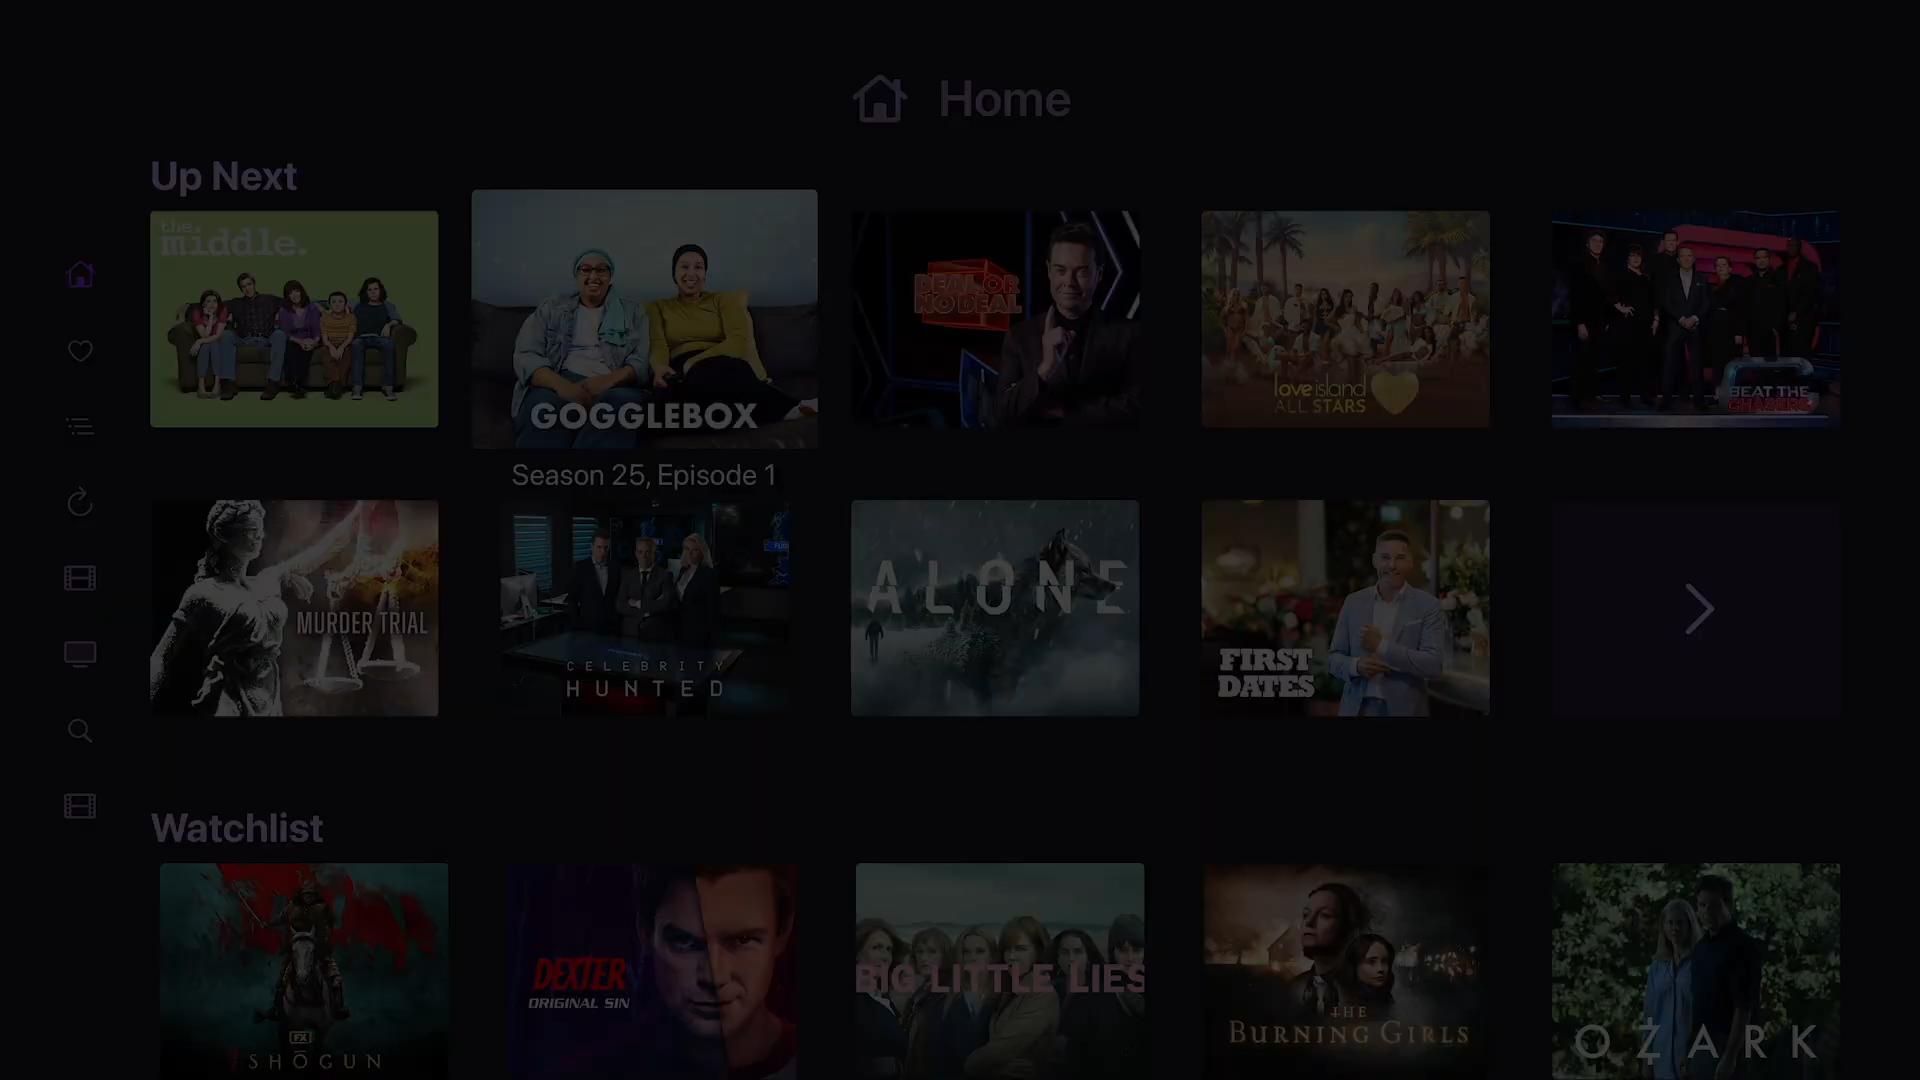 Home
Up Next
the
middle.
GOGGLEBOX
DEAL OR
NO DEAL
love island
ALL STARS
BEAT THE
CHASERS
Season 25, Episode 1
MURDER TRIAL
CELEBRITY
HUNTED
ALONE
FIRST
DATES
Watchlist
FX
SHŌGUN
DEXTER
ORIGINAL SIN
BIG LITTLE LIES
THE
BURNING GIRLS
OZARK